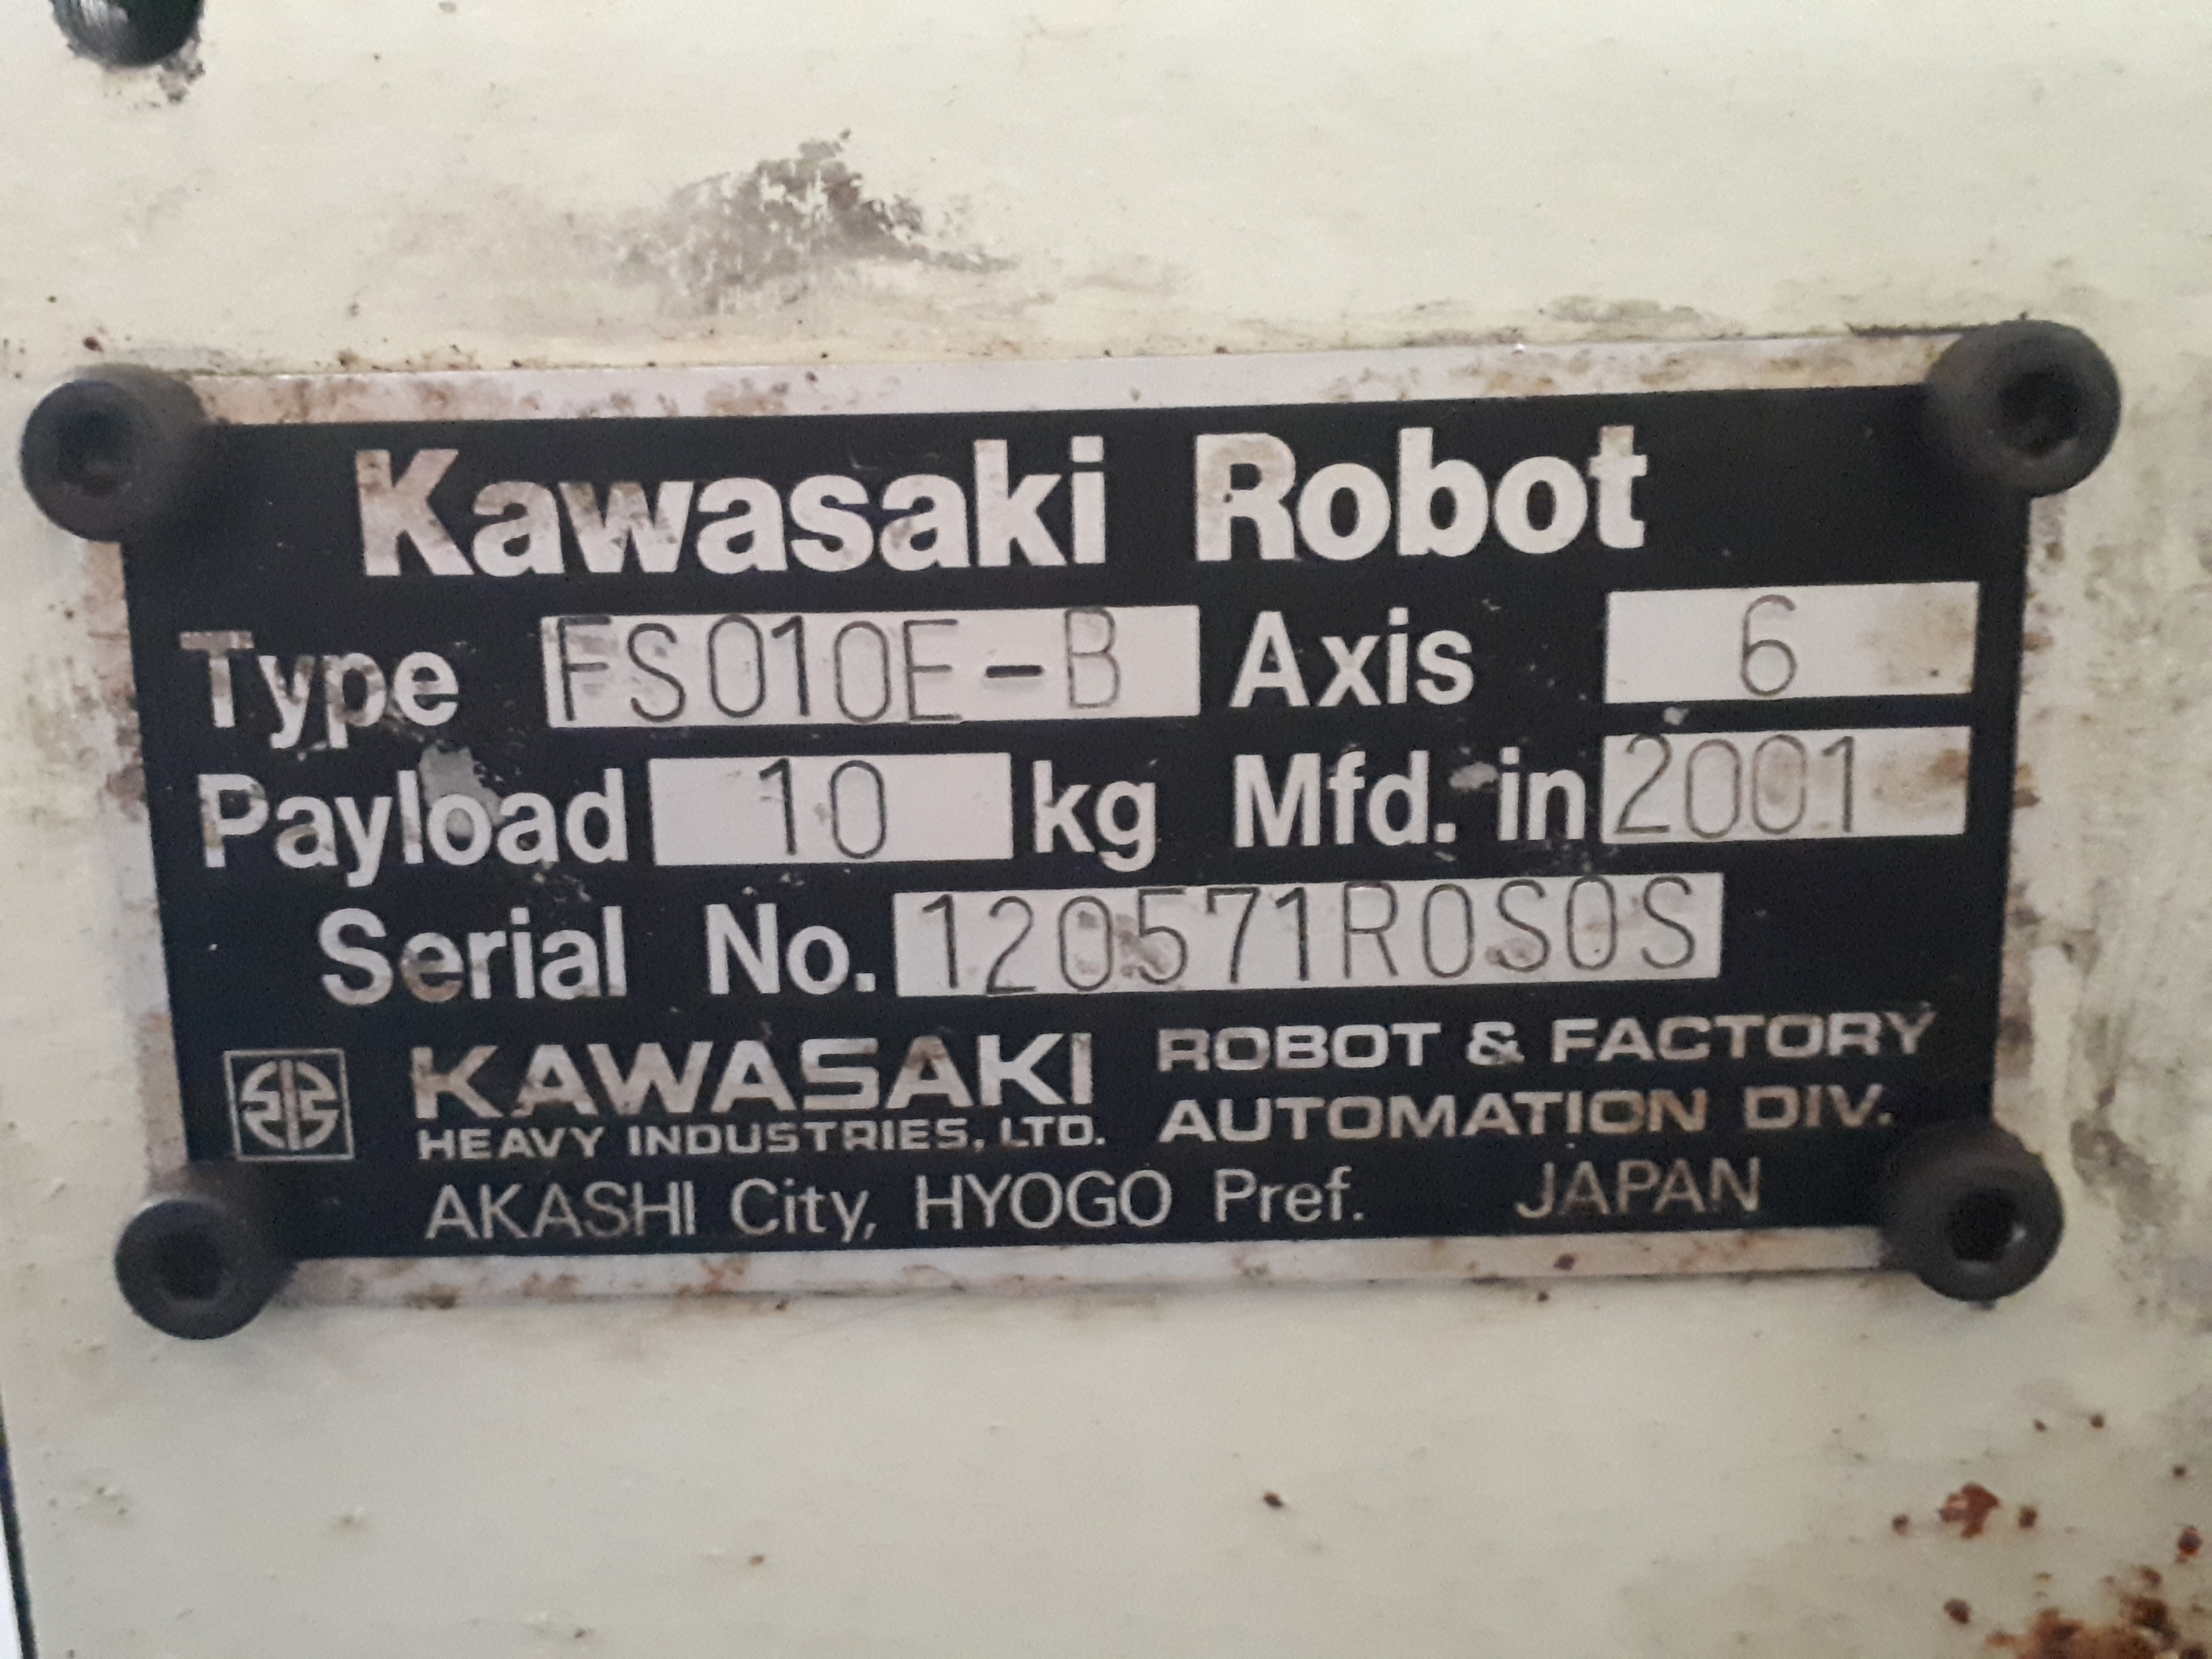 Kawasaki Robot
Type FS010E-B Axis 6
Payload 10 kg Mfd. in 2001
Serial No. 120571R0S0S
KAWASAKI ROBOT & FACTORY
HEAVY INDUSTRIES, LTD. AUTOMATION DIV.
AKASHI City, HYOGO Pref. JAPAN